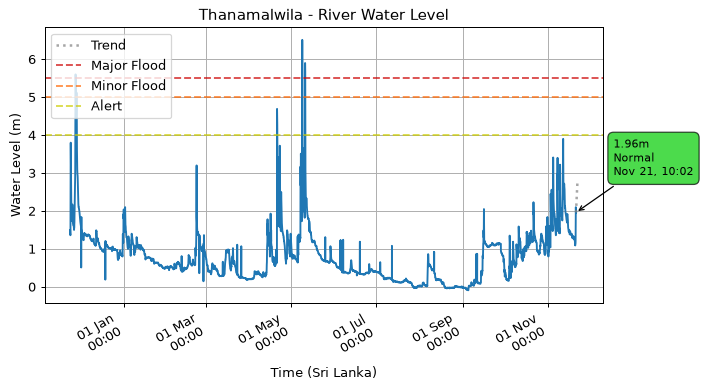 Thanamalwila - River Water Level
Trend
Major Flood
Minor Flood
Alert
Water Level (m)
6
5
4
3
2
1
0
1.96m
Normal
Nov 21, 10:02
01 Jan
00:00
01 Mar
00:00
01 May
00:00
01 Jul
00:00
01 Sep
00:00
01 Nov
00:00
Time (Sri Lanka)